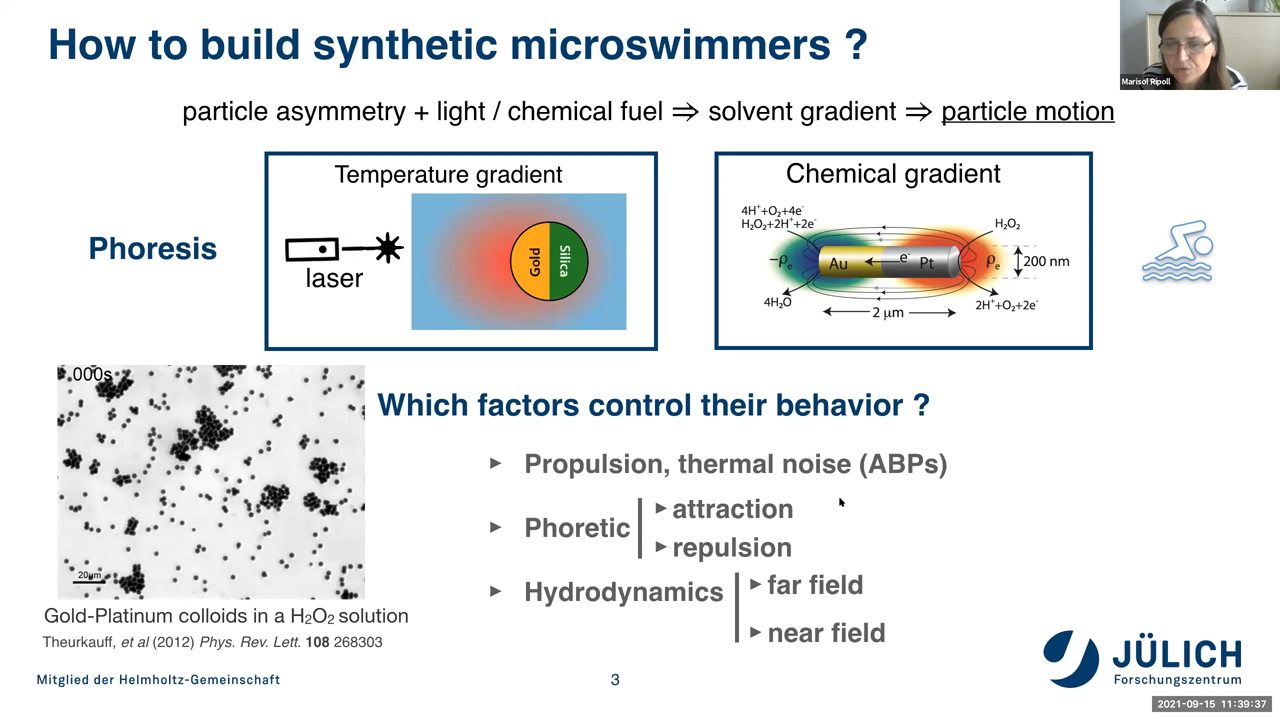 How to build synthetic microswimmers ?
Marisol Ripoll
particle asymmetry + light / chemical fuel ⇒ solvent gradient ⇒ particle motion
Phoresis
Temperature gradient
laser
Gold
Silica
Chemical gradient
4H⁺+O₂+4e⁻
H₂O₂+2H⁺+2e⁻
H₂O₂
−ρₑ
Au
e⁻
Pt
ρₑ
200 nm
4H₂O
2H⁺+O₂+2e⁻
2 μm
.000s
20μm
Gold-Platinum colloids in a H₂O₂ solution
Theurkauff, et al (2012) Phys. Rev. Lett. 108 268303
Which factors control their behavior ?
▸ Propulsion, thermal noise (ABPs)
▸ Phoretic
▸ attraction
▸ repulsion
▸ Hydrodynamics
▸ far field
▸ near field
Mitglied der Helmholtz-Gemeinschaft
3
JÜLICH
Forschungszentrum
2021-09-15 11:39:37